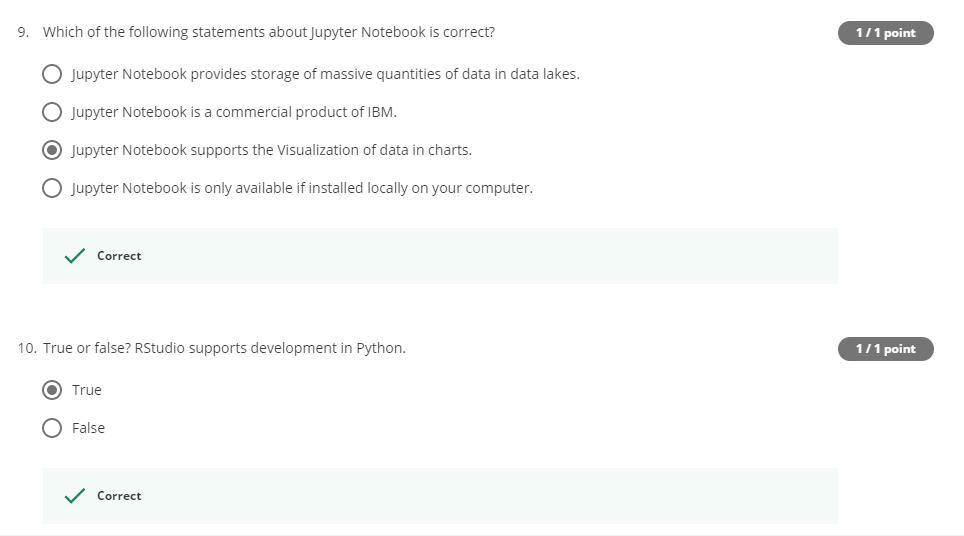 9. Which of the following statements about Jupyter Notebook is correct?
1 / 1 point
Jupyter Notebook provides storage of massive quantities of data in data lakes.
Jupyter Notebook is a commercial product of IBM.
Jupyter Notebook supports the Visualization of data in charts.
Jupyter Notebook is only available if installed locally on your computer.
Correct
10. True or false? RStudio supports development in Python.
1 / 1 point
True
False
Correct